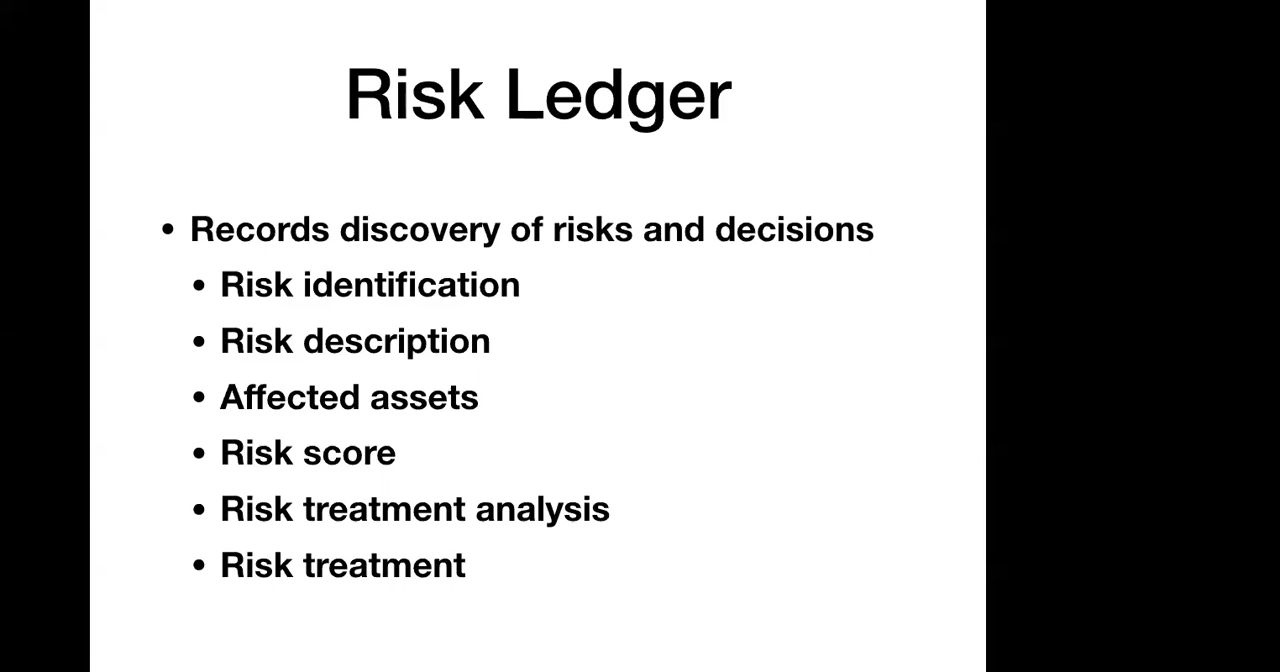 Risk Ledger
• Records discovery of risks and decisions
• Risk identification
• Risk description
• Affected assets
• Risk score
• Risk treatment analysis
• Risk treatment